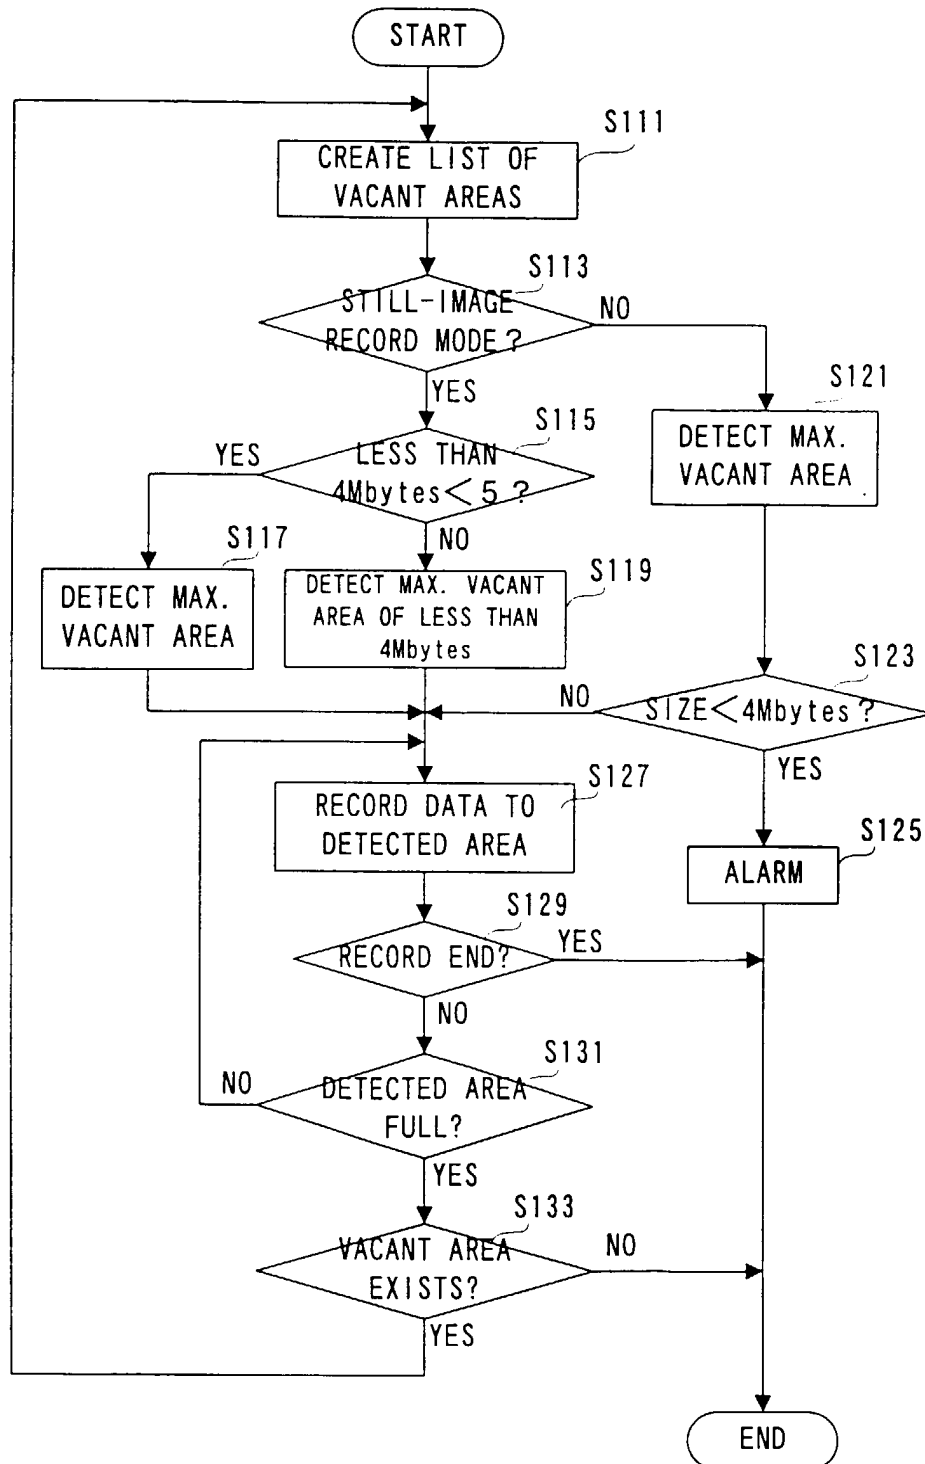 START
S111
CREATE LIST OF
VACANT AREAS
S113
STILL-IMAGE
RECORD MODE?
NO
YES
S121
DETECT MAX.
VACANT AREA
S115
LESS THAN
4Mbytes<5?
YES
NO
S117
DETECT MAX.
VACANT AREA
S119
DETECT MAX. VACANT
AREA OF LESS THAN
4Mbytes
S123
SIZE<4Mbytes?
NO
YES
S127
RECORD DATA TO
DETECTED AREA
S125
ALARM
S129
RECORD END?
YES
NO
S131
DETECTED AREA
FULL?
NO
YES
S133
VACANT AREA
EXISTS?
NO
YES
END